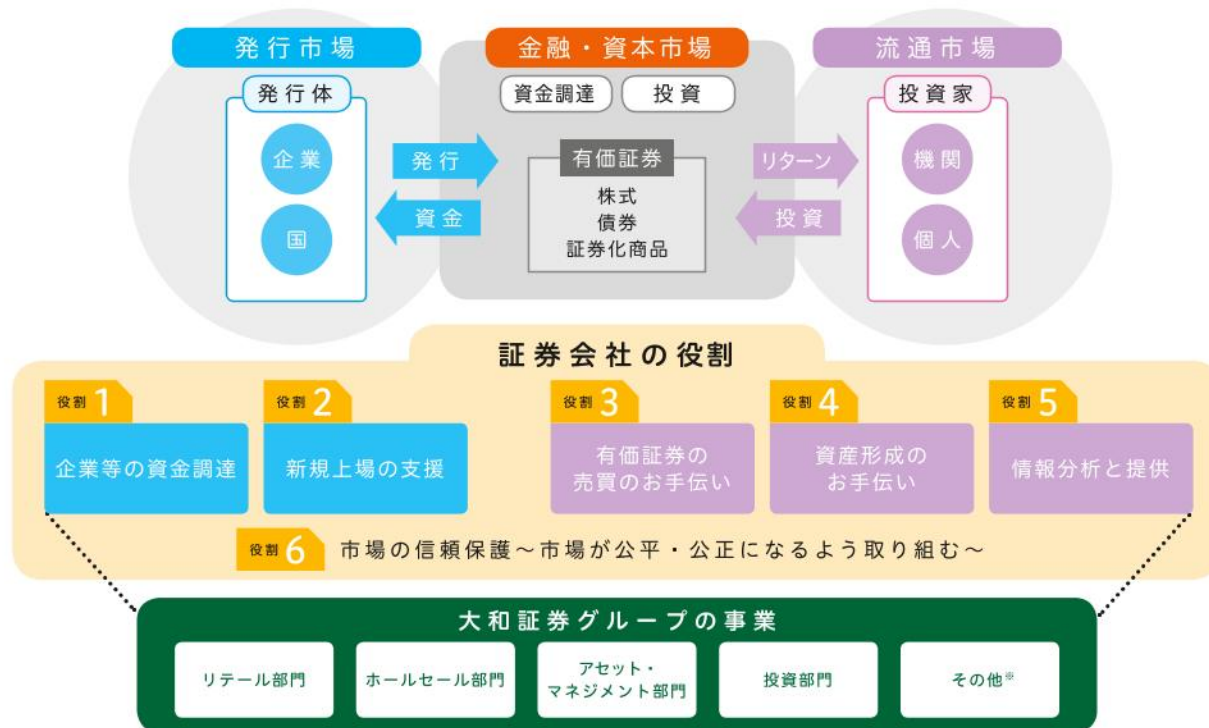 発行市場
金融・資本市場
流通市場
発行体
資金調達
投資
投資家
企業
国
発行
資金
有価証券
株式
債券
証券化商品
リターン
投資
機関
個人
証券会社の役割
役割1
企業等の資金調達
役割2
新規上場の支援
役割3
有価証券の
売買のお手伝い
役割4
資産形成の
お手伝い
役割5
情報分析と提供
役割6 市場の信頼保護～市場が公平・公正になるよう取り組む～
大和証券グループの事業
リテール部門
ホールセール部門
アセット・
マネジメント部門
投資部門
その他※